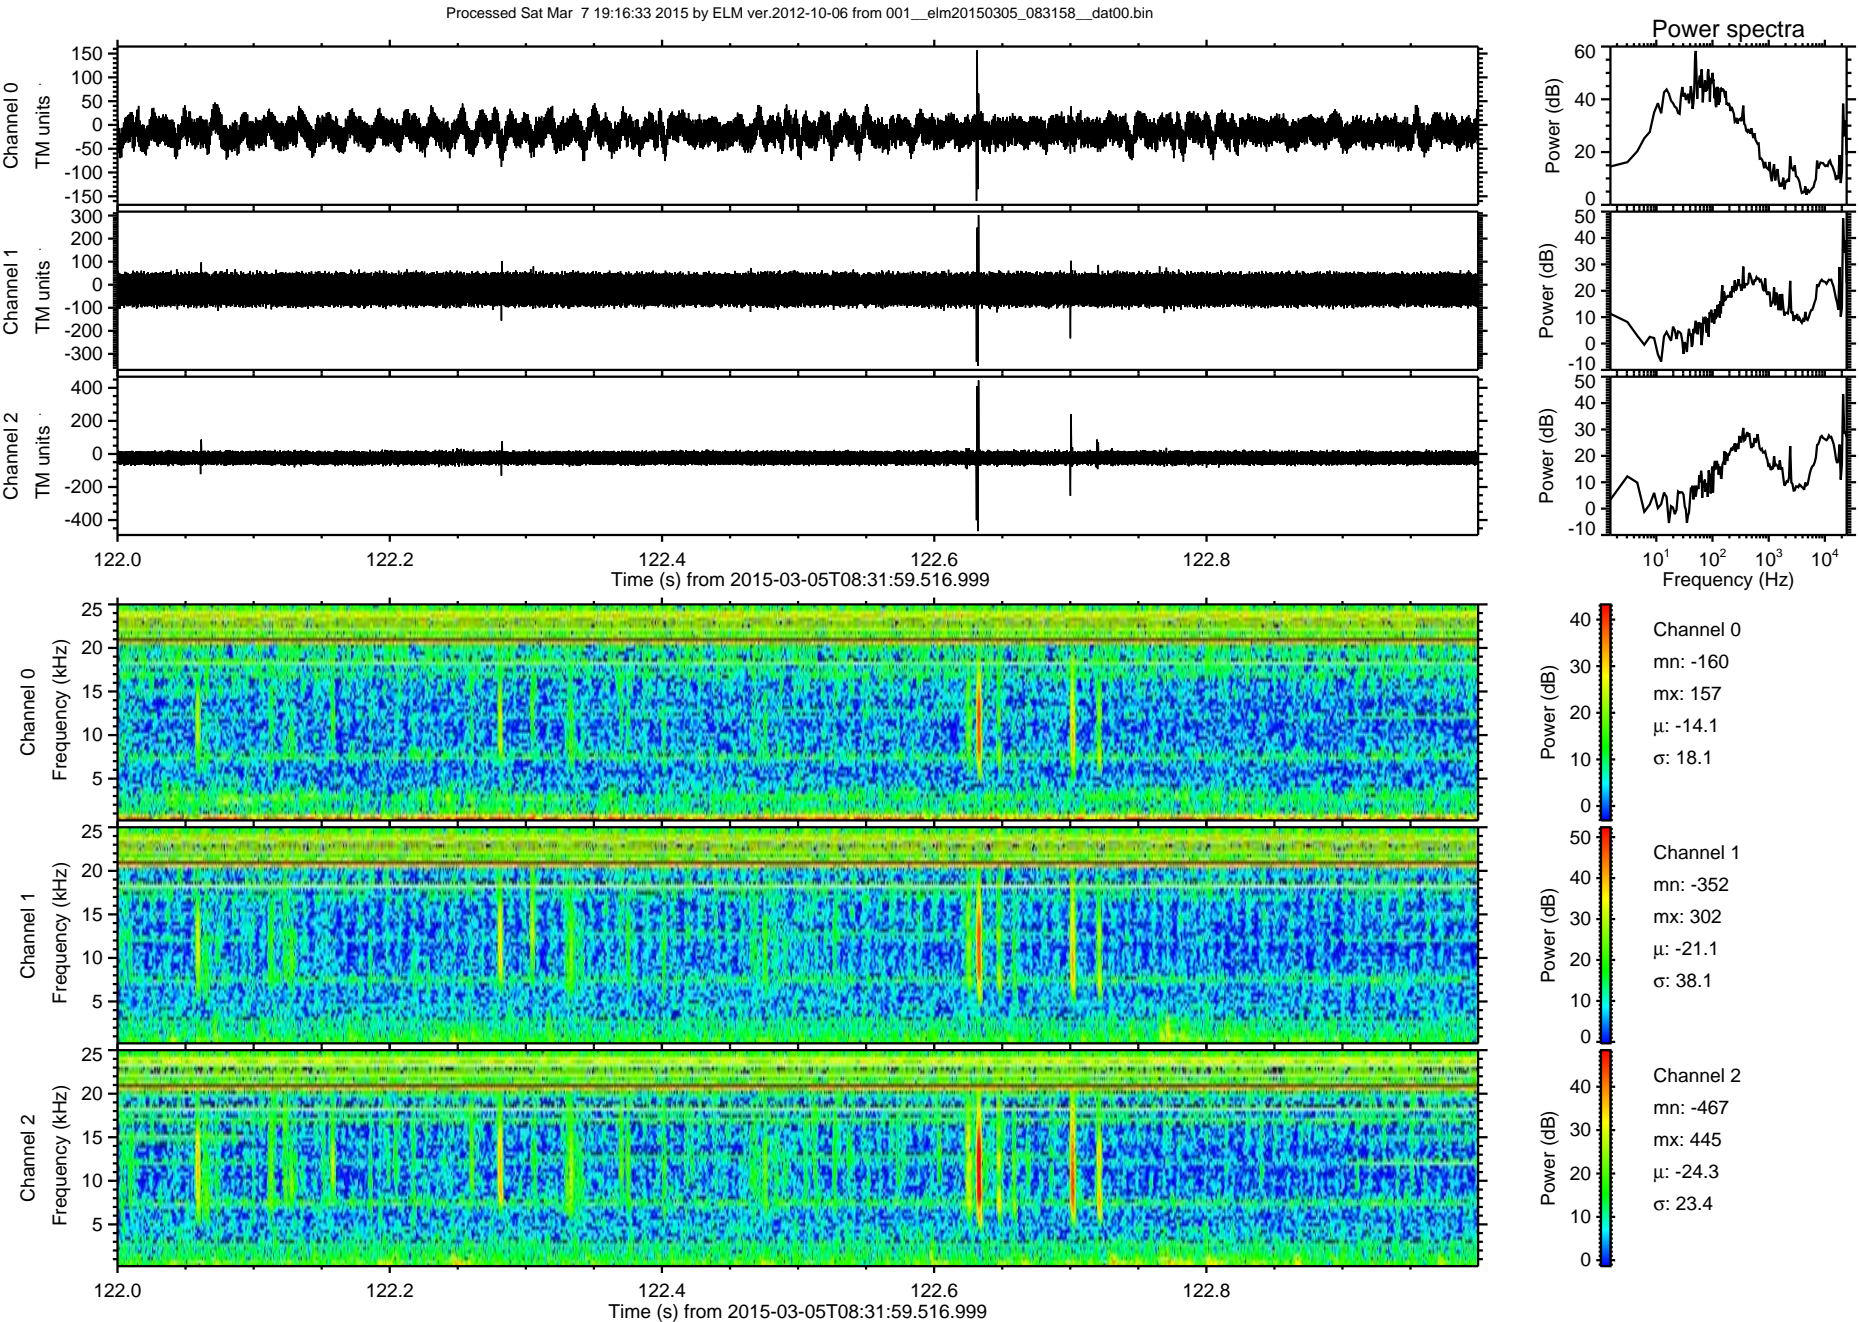 Processed Sat Mar  7 19:16:33 2015 by ELM ver.2012-10-06 from 001__elm20150305_083158__dat00.bin
Power spectra
Channel 0
TM units
150
100
50
0
-50
-100
-150
Power (dB)
60
40
20
0
Channel 1
TM units
300
200
100
0
-100
-200
-300
Power (dB)
50
40
30
20
10
0
-10
Channel 2
TM units
400
200
0
-200
-400
Power (dB)
50
40
30
20
10
0
-10
122.0 122.2 122.4 122.6 122.8
Time (s) from 2015-03-05T08:31:59.516.999
10^1 10^2 10^3 10^4
Frequency (Hz)
Channel 0
Frequency (kHz)
25
20
15
10
5
Power (dB)
40
30
20
10
0
Channel 0
mn: -160
mx: 157
μ: -14.1
σ: 18.1
Channel 1
Frequency (kHz)
25
20
15
10
5
Power (dB)
50
40
30
20
10
0
Channel 1
mn: -352
mx: 302
μ: -21.1
σ: 38.1
Channel 2
Frequency (kHz)
25
20
15
10
5
Power (dB)
40
30
20
10
0
Channel 2
mn: -467
mx: 445
μ: -24.3
σ: 23.4
122.0 122.2 122.4 122.6 122.8
Time (s) from 2015-03-05T08:31:59.516.999